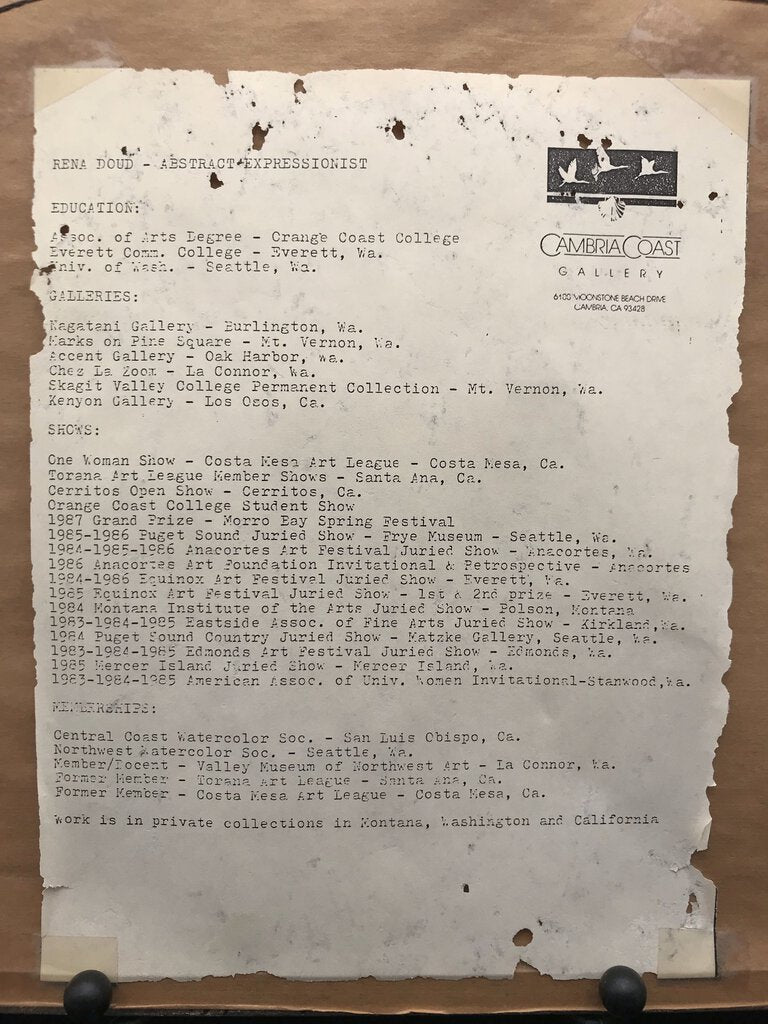 RENA DOUD - ABSTRACT EXPRESSIONIST
CAMBRIA COAST
GALLERY
6100 MOONSTONE BEACH DRIVE
CAMBRIA, CA 93428
EDUCATION:
Assoc. of Arts Degree - Orange Coast College
Everett Comm. College - Everett, Wa.
Univ. of Wash. - Seattle, Wa.
GALLERIES:
Nagatani Gallery - Burlington, Wa.
Marks on Pine Square - Mt. Vernon, Wa.
Accent Gallery - Oak Harbor, Wa.
Chez La Zoom - La Connor, Wa.
Skagit Valley College Permanent Collection - Mt. Vernon, Wa.
Kenyon Gallery - Los Osos, Ca.
SHOWS:
One Woman Show - Costa Mesa Art League - Costa Mesa, Ca.
Torana Art League Member Shows - Santa Ana, Ca.
Cerritos Open Show - Cerritos, Ca.
Orange Coast College Student Show
1987 Grand Prize - Morro Bay Spring Festival
1985-1986 Puget Sound Juried Show - Frye Museum - Seattle, Wa.
1984-1985-1986 Anacortes Art Festival Juried Show - Anacortes, Wa.
1986 Anacortes Art Foundation Invitational & Retrospective - Anacortes
1984-1986 Equinox Art Festival Juried Show - Everett, Wa.
1985 Equinox Art Festival Juried Show - 1st & 2nd prize - Everett, Wa.
1984 Montana Institute of the Arts Juried Show - Polson, Montana
1983-1984-1985 Eastside Assoc. of Fine Arts Juried Show - Kirkland,Wa.
1984 Puget Sound Country Juried Show - Matzke Gallery, Seattle, Wa.
1983-1984-1985 Edmonds Art Festival Juried Show - Edmonds, Wa.
1985 Mercer Island Juried Show - Mercer Island, Wa.
1983-1984-1985 American Assoc. of Univ. Women Invitational-Stanwood,Wa.
MEMBERSHIPS:
Central Coast Watercolor Soc. - San Luis Obispo, Ca.
Northwest Watercolor Soc. - Seattle, Wa.
Member/Docent - Valley Museum of Northwest Art - La Connor, Wa.
Former Member - Torana Art League - Santa Ana, Ca.
Former Member - Costa Mesa Art League - Costa Mesa, Ca.
Work is in private collections in Montana, Washington and California